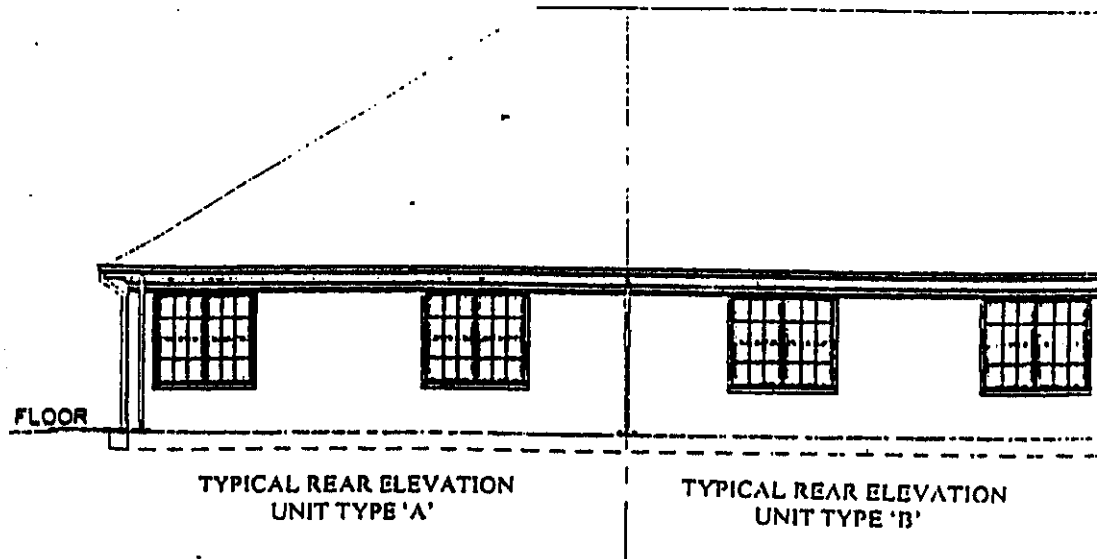 FLOOR
TYPICAL REAR ELEVATION
UNIT TYPE 'A'
TYPICAL REAR ELEVATION
UNIT TYPE 'B'